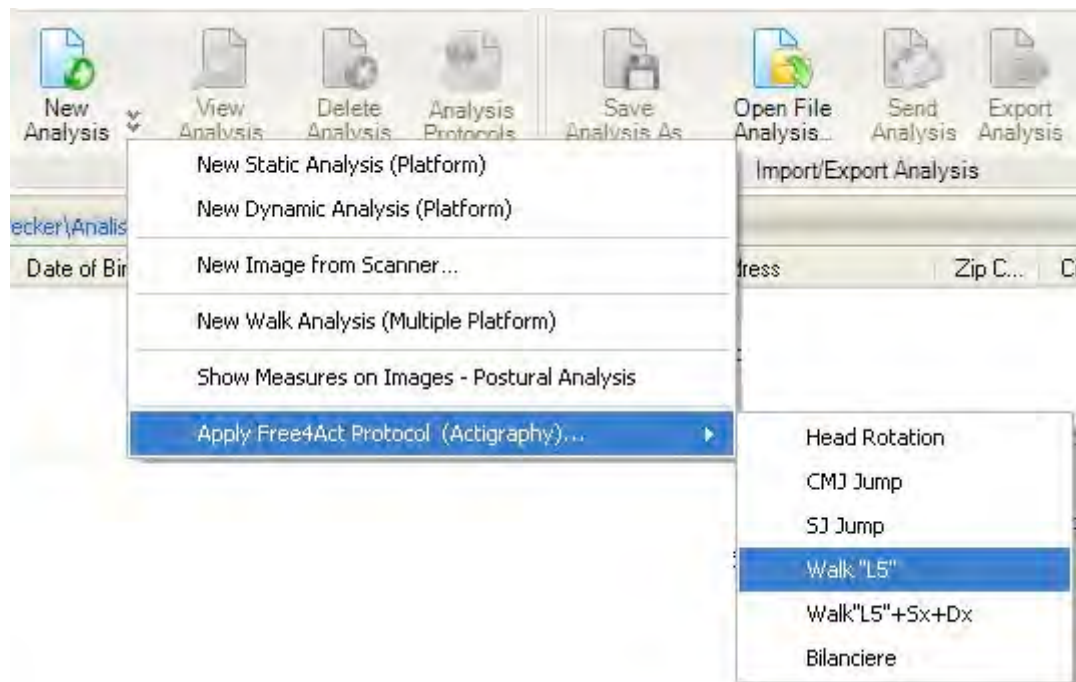 New
Analysis
View
Analysis
Delete
Analysis
Analysis
Protocols
Save
Analysis As
Open File
Analysis...
Send
Analysis
Export
Analysis
Import/Export Analysis
New Static Analysis (Platform)
New Dynamic Analysis (Platform)
ecker\Analis
Date of Bir
dress
Zip C...
C
New Image from Scanner...
New Walk Analysis (Multiple Platform)
Show Measures on Images - Postural Analysis
Apply Free4Act Protocol (Actigraphy)...
Head Rotation
CMJ Jump
SJ Jump
Walk "L5"
Walk"L5"+Sx+Dx
Bilanciere